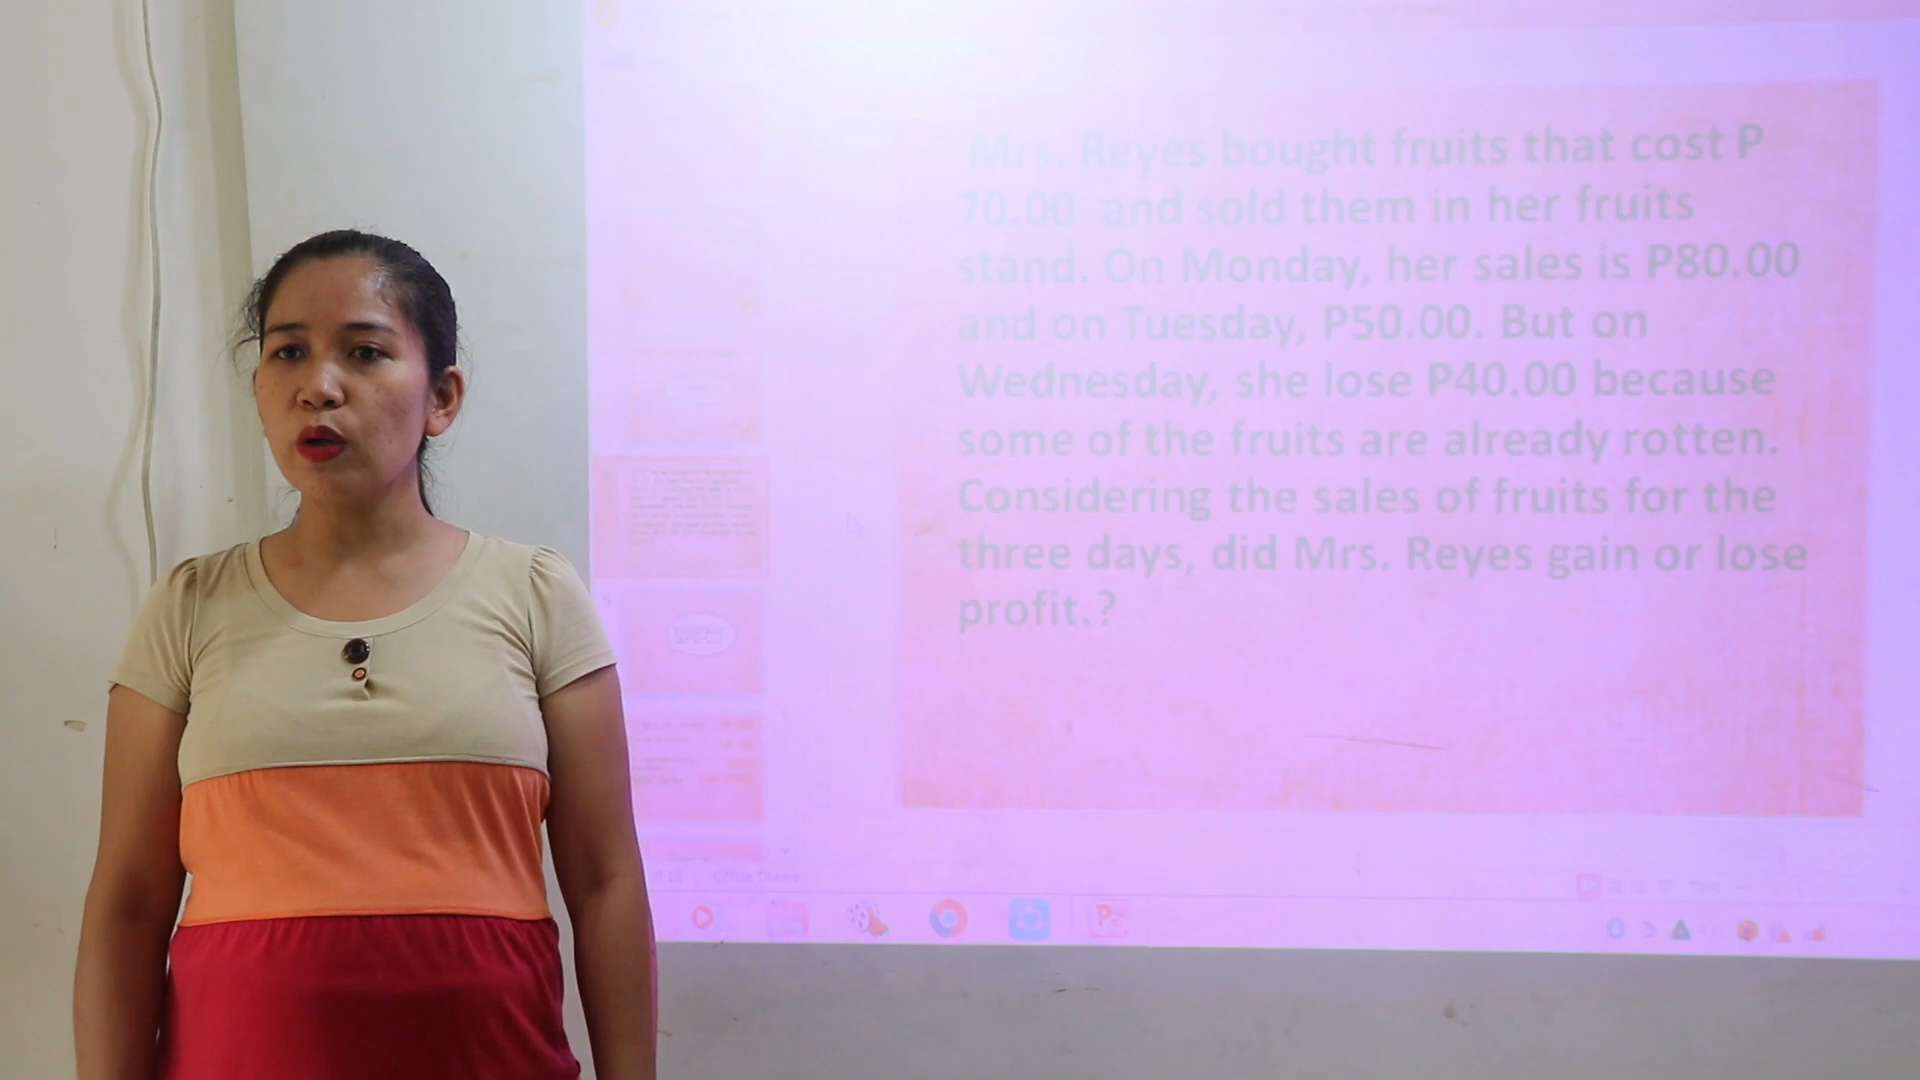 Mrs. Reyes bought fruits that cost P
70.00 and sold them in her fruits
stand. On Monday, her sales is P80.00
and on Tuesday, P50.00. But on
Wednesday, she lose P40.00 because
some of the fruits are already rotten.
Considering the sales of fruits for the
three days, did Mrs. Reyes gain or lose
profit.?
"Office Theme"